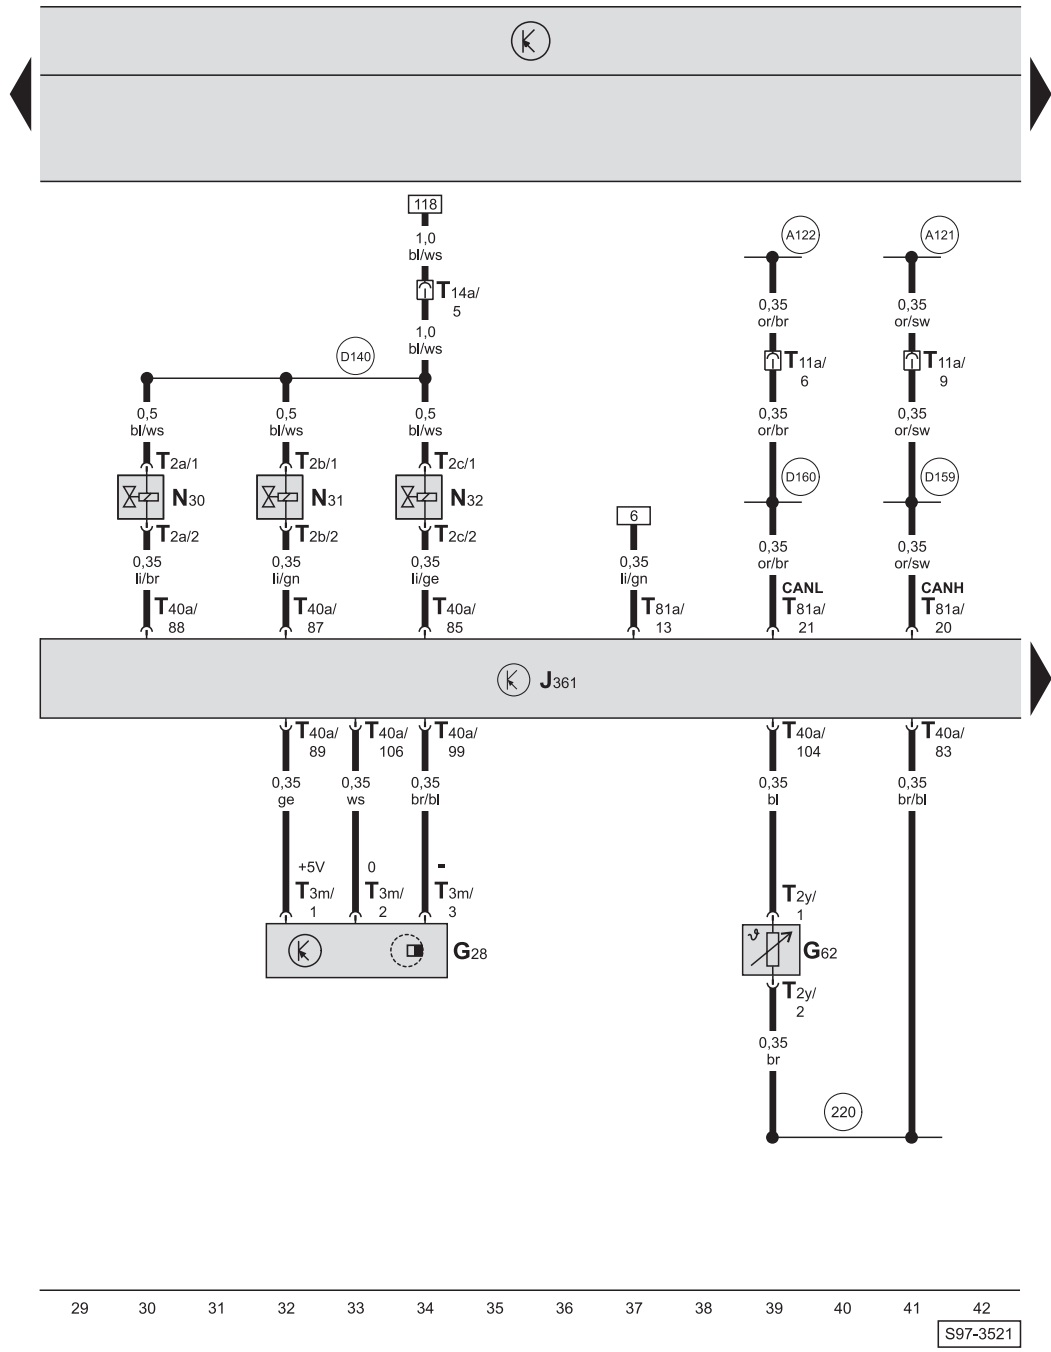 118
1,0
bl/ws
T14a/
5
1,0
bl/ws
D140
A122
A121
0,35
or/br
0,35
or/sw
T11a/
6
T11a/
9
0,5
bl/ws
0,5
bl/ws
0,5
bl/ws
0,35
or/br
0,35
or/sw
T2a/1
T2b/1
T2c/1
N30
N31
N32
D160
D159
T2a/2
T2b/2
T2c/2
6
0,35
li/br
0,35
li/gn
0,35
li/ge
0,35
li/gn
0,35
or/br
0,35
or/sw
CANL
CANH
T40a/
88
T40a/
87
T40a/
85
T81a/
13
T81a/
21
T81a/
20
J361
T40a/
89
T40a/
106
T40a/
99
T40a/
104
T40a/
83
0,35
ge
0,35
ws
0,35
br/bl
0,35
bl
0,35
br/bl
+5V
0
-
T3m/
1
T3m/
2
T3m/
3
T2y/
1
G28
ϑ
G62
T2y/
2
0,35
br
220
29 30 31 32 33 34 35 36 37 38 39 40 41 42
S97-3521